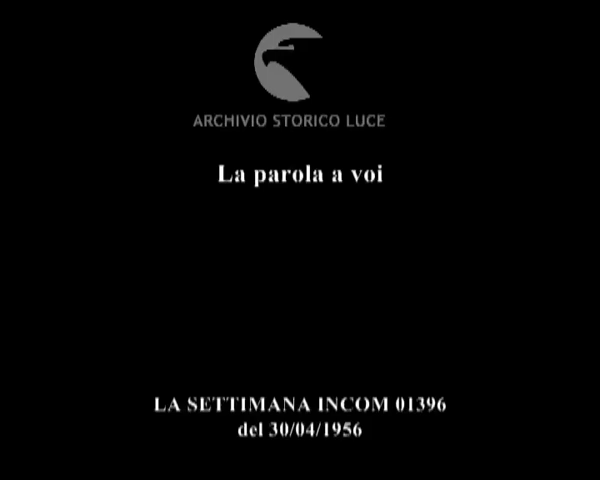 ARCHIVIO STORICO LUCE
La parola a voi
LA SETTIMANA INCOM 01396
del 30/04/1956